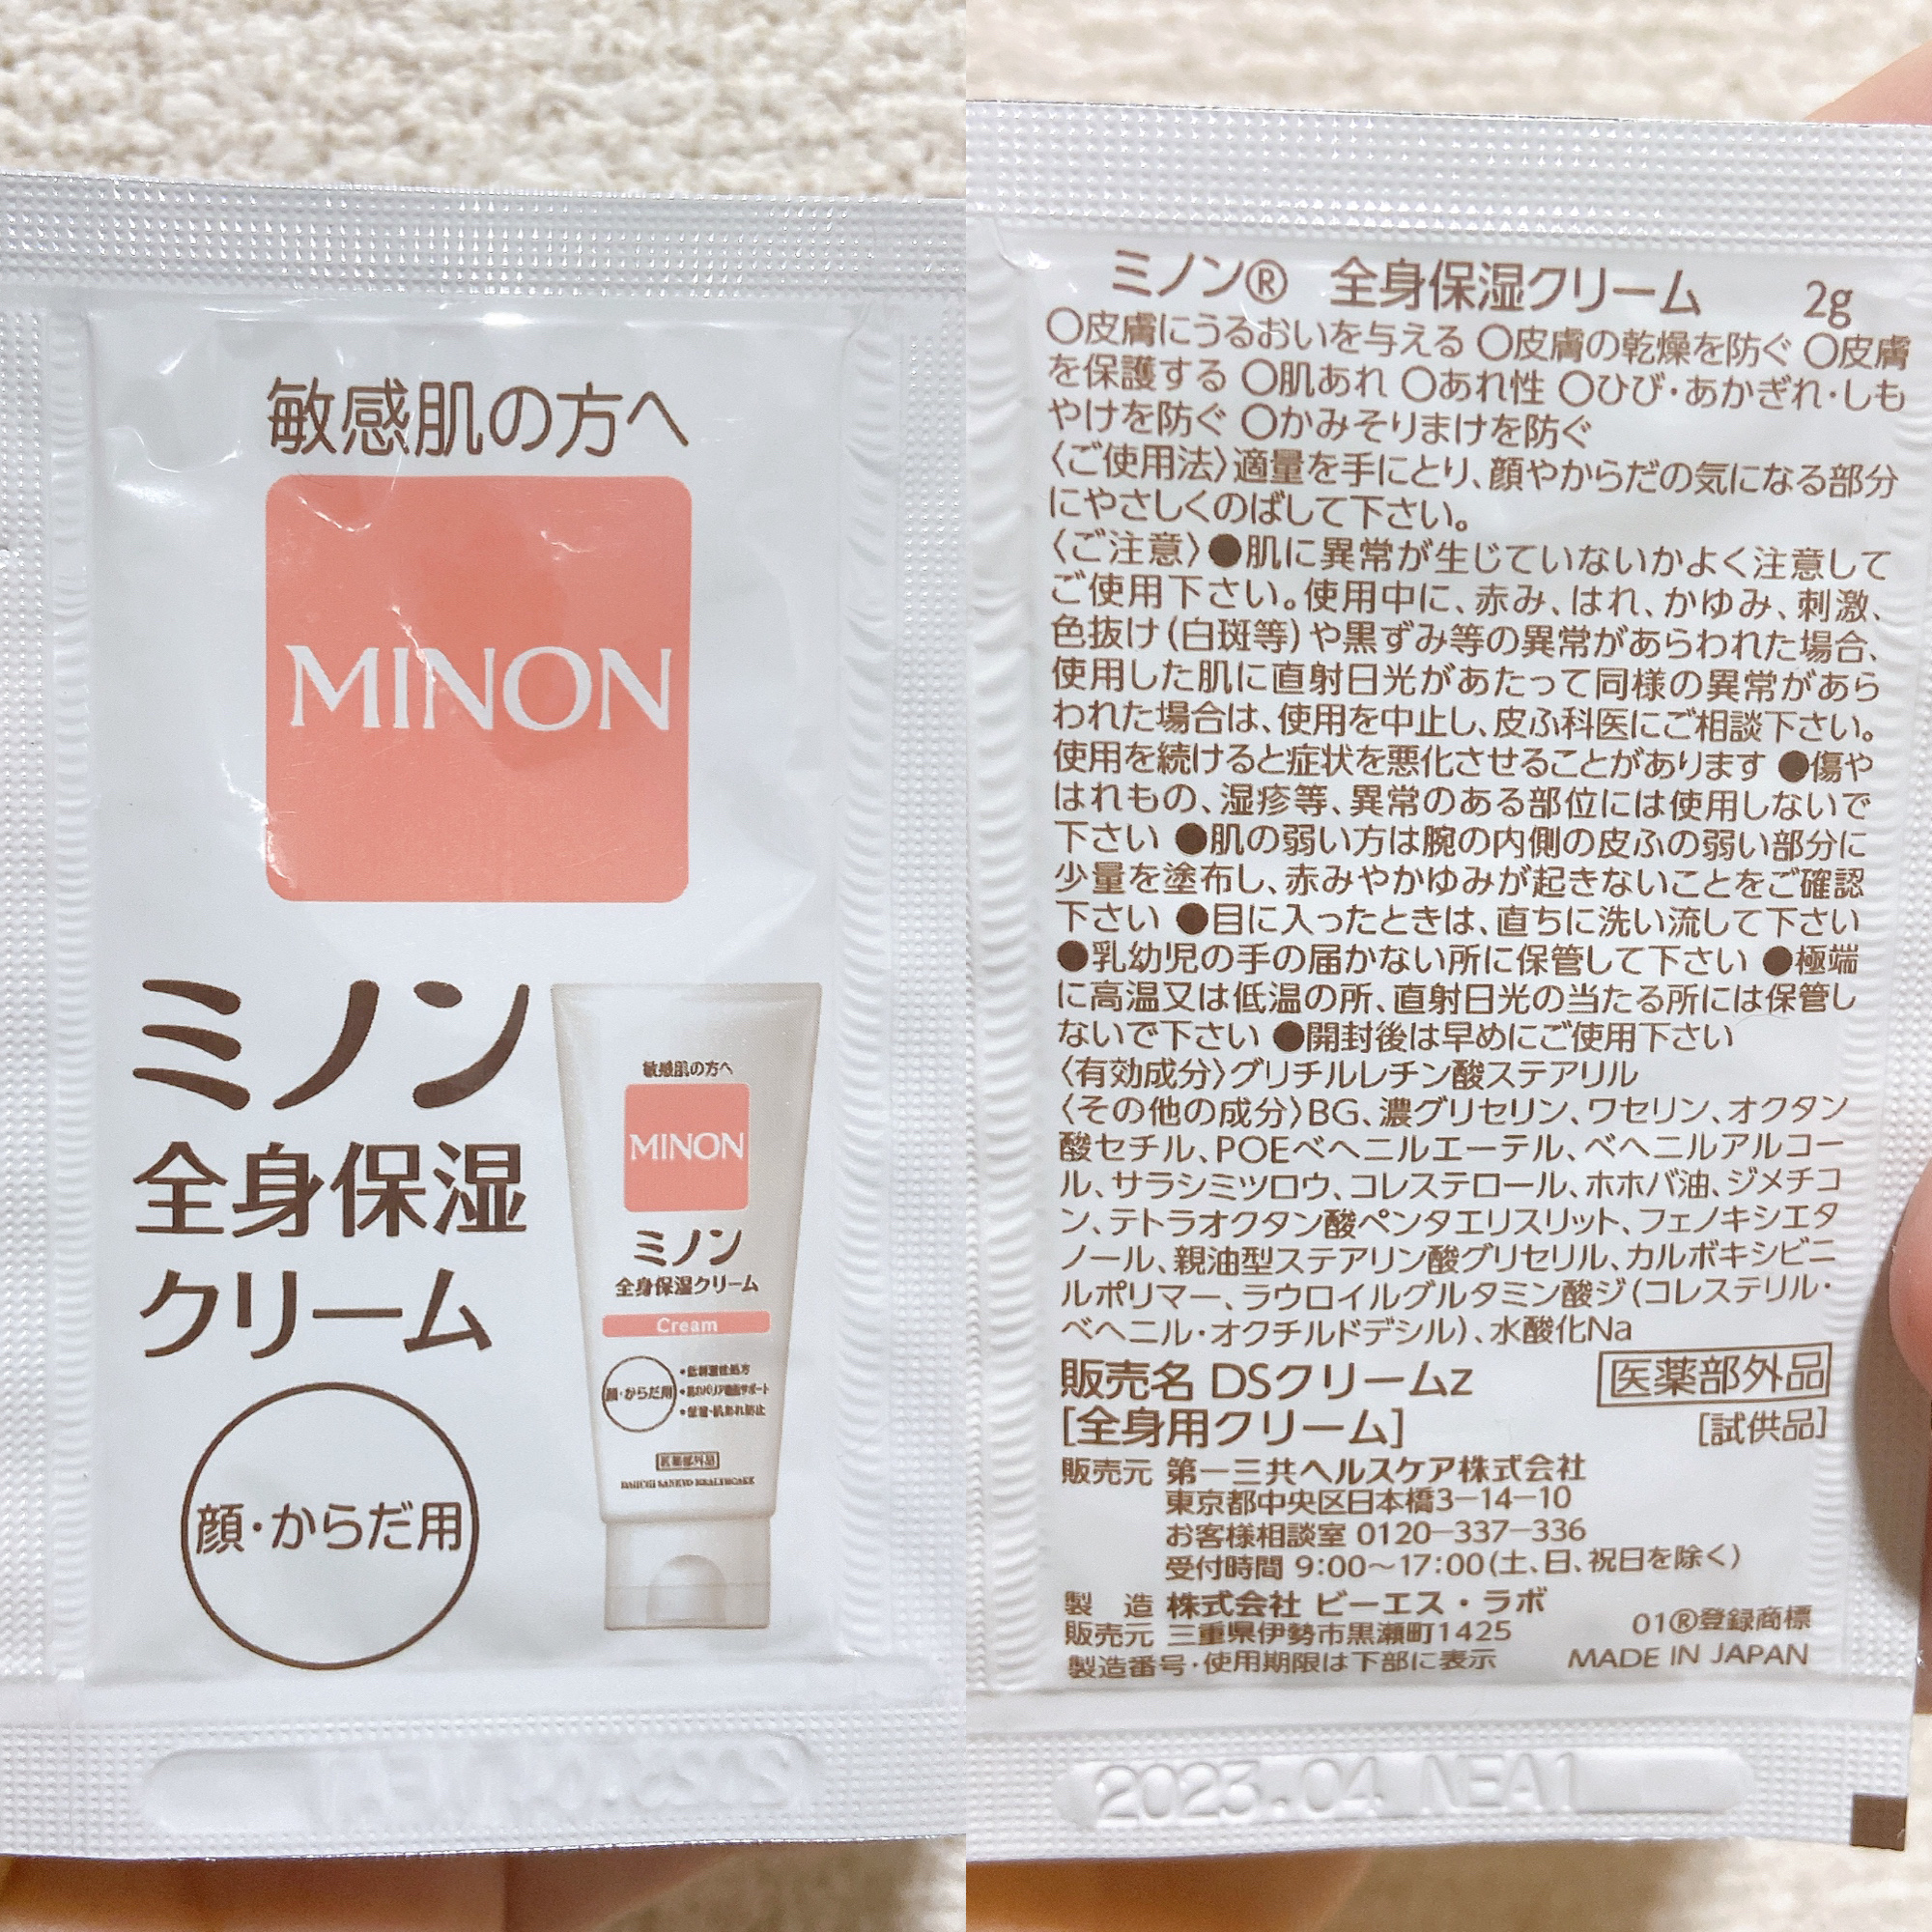 敏感肌の方へ
MINON
ミノン
全身保湿
クリーム
顔・からだ用
敏感肌の方へ
MINON
ミノン
全身保湿クリーム
Cream
顔・からだ用
・低刺激性処方
・肌のバリア機能サポート
・保湿・肌あれ防止
医薬部外品
DAIICHI SANKYO HEALTHCARE
ミノン® 全身保湿クリーム 2g
〇皮膚にうるおいを与える 〇皮膚の乾燥を防ぐ 〇皮膚
を保護する 〇肌あれ 〇あれ性 〇ひび・あかぎれ・しも
やけを防ぐ 〇かみそりまけを防ぐ
〈ご使用法〉適量を手にとり、顔やからだの気になる部分
にやさしくのばして下さい。
〈ご注意〉●肌に異常が生じていないかよく注意して
ご使用下さい。使用中に、赤み、はれ、かゆみ、刺激、
色抜け(白斑等)や黒ずみ等の異常があらわれた場合、
使用した肌に直射日光があたって同様の異常があら
われた場合は、使用を中止し、皮ふ科医にご相談下さい。
使用を続けると症状を悪化させることがあります ●傷や
はれもの、湿疹等、異常のある部位には使用しないで
下さい ●肌の弱い方は腕の内側の皮ふの弱い部分に
少量を塗布し、赤みやかゆみが起きないことをご確認
下さい ●目に入ったときは、直ちに洗い流して下さい
●乳幼児の手の届かない所に保管して下さい ●極端
に高温又は低温の所、直射日光の当たる所には保管し
ないで下さい ●開封後は早めにご使用下さい
〈有効成分〉グリチルレチン酸ステアリル
〈その他の成分〉BG、濃グリセリン、ワセリン、オクタン
酸セチル、POEベヘニルエーテル、ベヘニルアルコー
ル、サラシミツロウ、コレステロール、ホホバ油、ジメチコ
ン、テトラオクタン酸ペンタエリスリット、フェノキシエタ
ノール、親油型ステアリン酸グリセリル、カルボキシビニ
ルポリマー、ラウロイルグルタミン酸ジ(コレステリル・
ベヘニル・オクチルドデシル)、水酸化Na
販売名 DSクリームz 医薬部外品
[全身用クリーム] [試供品]
販売元 第一三共ヘルスケア株式会社
東京都中央区日本橋3-14-10
お客様相談室 0120-337-336
受付時間 9:00～17:00(土、日、祝日を除く)
製 造 株式会社 ビーエス・ラボ
販売元 三重県伊勢市黒瀬町1425 01®登録商標
製造番号・使用期限は下部に表示 MADE IN JAPAN
2023.04 NEA1